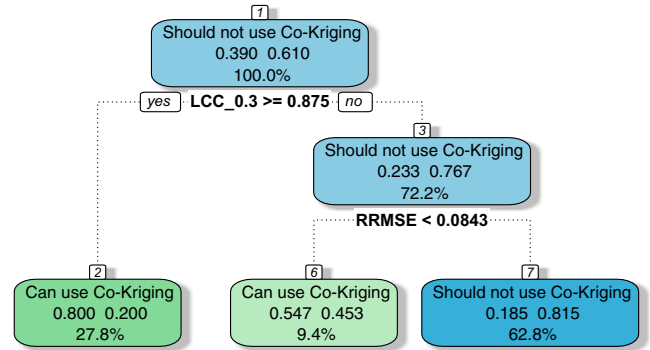 1
Should not use Co-Kriging
0.390 0.610
100.0%
yes LCC_0.3 >= 0.875 no
3
Should not use Co-Kriging
0.233 0.767
72.2%
RRMSE < 0.0843
2
Can use Co-Kriging
0.800 0.200
27.8%
6
Can use Co-Kriging
0.547 0.453
9.4%
7
Should not use Co-Kriging
0.185 0.815
62.8%